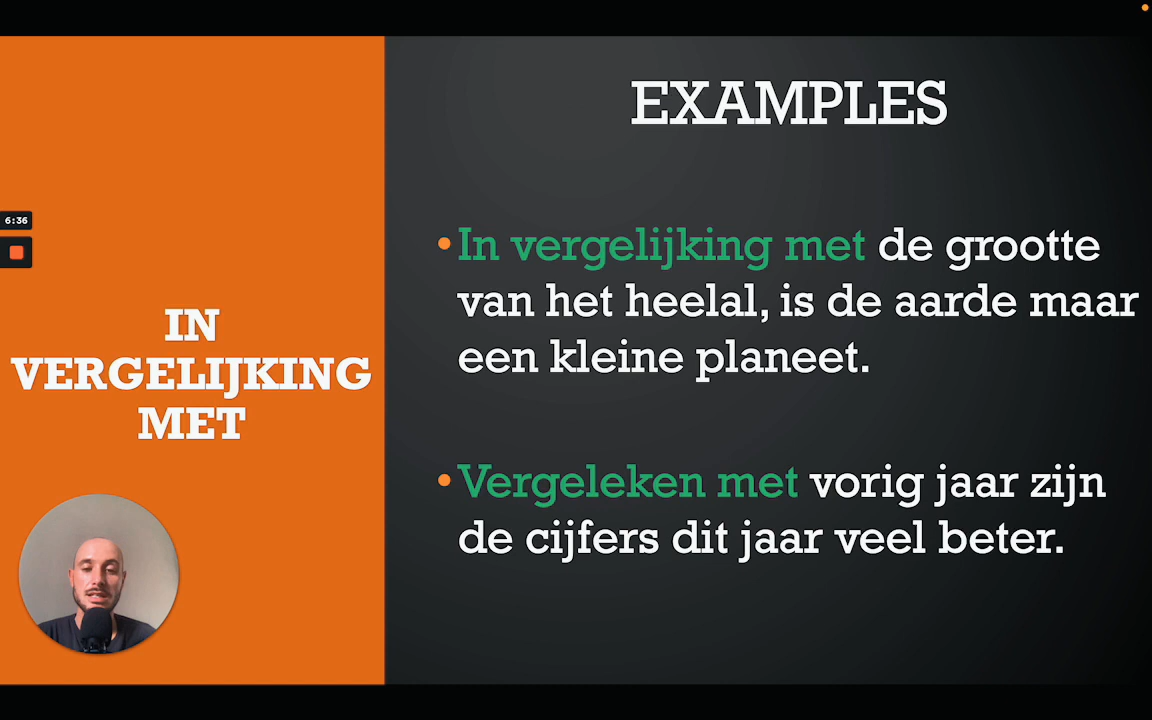 6:36
IN
VERGELIJKING
MET
EXAMPLES
•In vergelijking met de grootte
van het heelal, is de aarde maar
een kleine planeet.
•Vergeleken met vorig jaar zijn
de cijfers dit jaar veel beter.